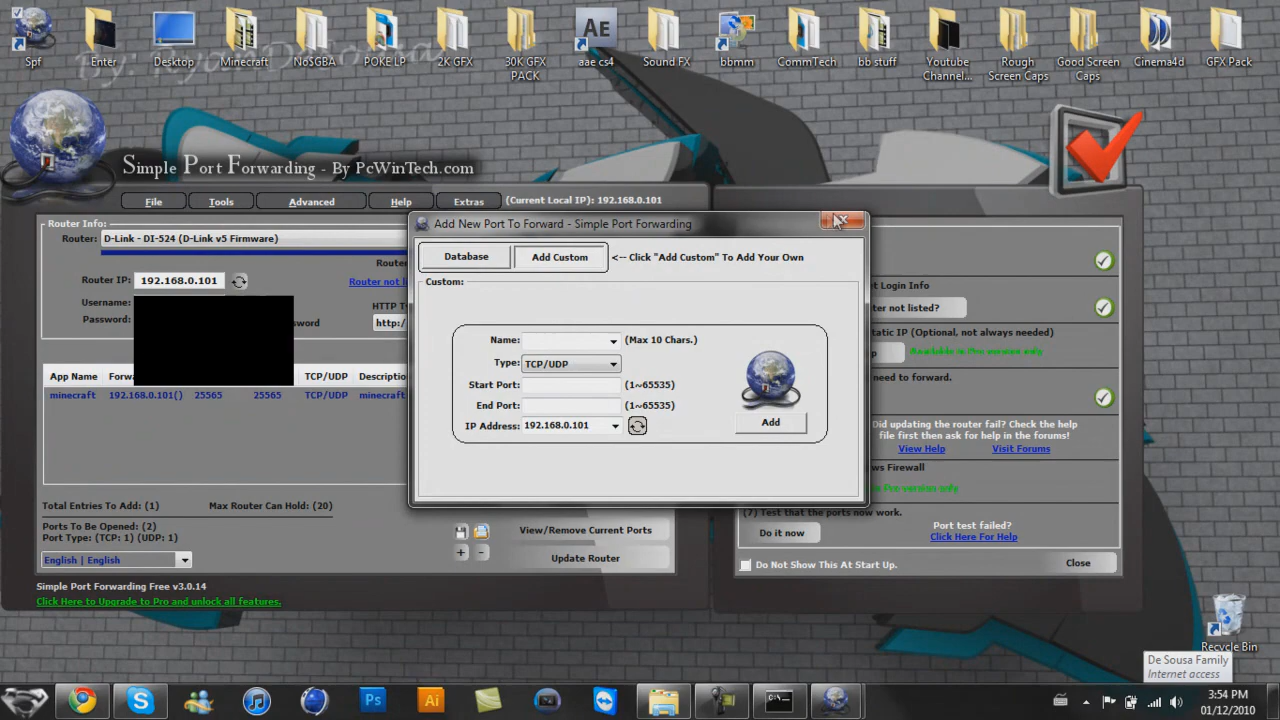 Spf
Enter
Desktop
Minecraft
No$GBA
POKE LP
2K GFX
30K GFX PACK
AE
aae cs4
Sound FX
bbmm
CommTech
bb stuff
Youtube Channel...
Rough Screen Caps
Good Screen Caps
Cinema4d
GFX Pack
Simple Port Forwarding - By PcWinTech.com
File
Tools
Advanced
Help
Extras
(Current Local IP): 192.168.0.101
Router Info:
Router:
D-Link - DI-524 (D-Link v5 Firmware)
Router
Router IP:
192.168.0.101
Router not li
Username:
HTTP T
Password:
ssword
http:/
App Name
Forwa
TCP/UDP
Descriptio
minecraft
192.168.0.101()
25565
25565
TCP/UDP
minecraft
Total Entries To Add: (1)
Max Router Can Hold: (20)
Ports To Be Opened: (2)
Port Type: (TCP: 1) (UDP: 1)
English | English
View/Remove Current Ports
+
-
Update Router
Simple Port Forwarding Free v3.0.14
Click Here to Upgrade to Pro and unlock all features.
Add New Port To Forward - Simple Port Forwarding
Database
Add Custom
<-- Click "Add Custom" To Add Your Own
Custom:
Name:
(Max 10 Chars.)
Type:
TCP/UDP
Start Port:
(1~65535)
End Port:
(1~65535)
IP Address:
192.168.0.101
Add
et Login Info
ter not listed?
tatic IP (Optional, not always needed)
p
Available in Pro version only
need to forward.
Did updating the router fail? Check the help
file first then ask for help in the forums!
View Help
Visit Forums
ws Firewall
n Pro version only
(7) Test that the ports now work.
Do it now
Port test failed?
Click Here For Help
Do Not Show This At Start Up.
Close
Recycle Bin
De Sousa Family
Internet access
Ps
Ai
3:54 PM
01/12/2010